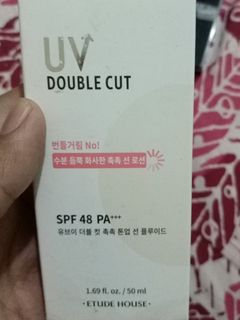 UV
DOUBLE CUT
번들거림 No!
수분 듬뿍 화사한 촉촉 선 로션
SPF 48 PA+++
유브이 더블 컷 촉촉 톤업 선 플루이드
1.69 fl. oz. / 50 ml
·ETUDE HOUSE·